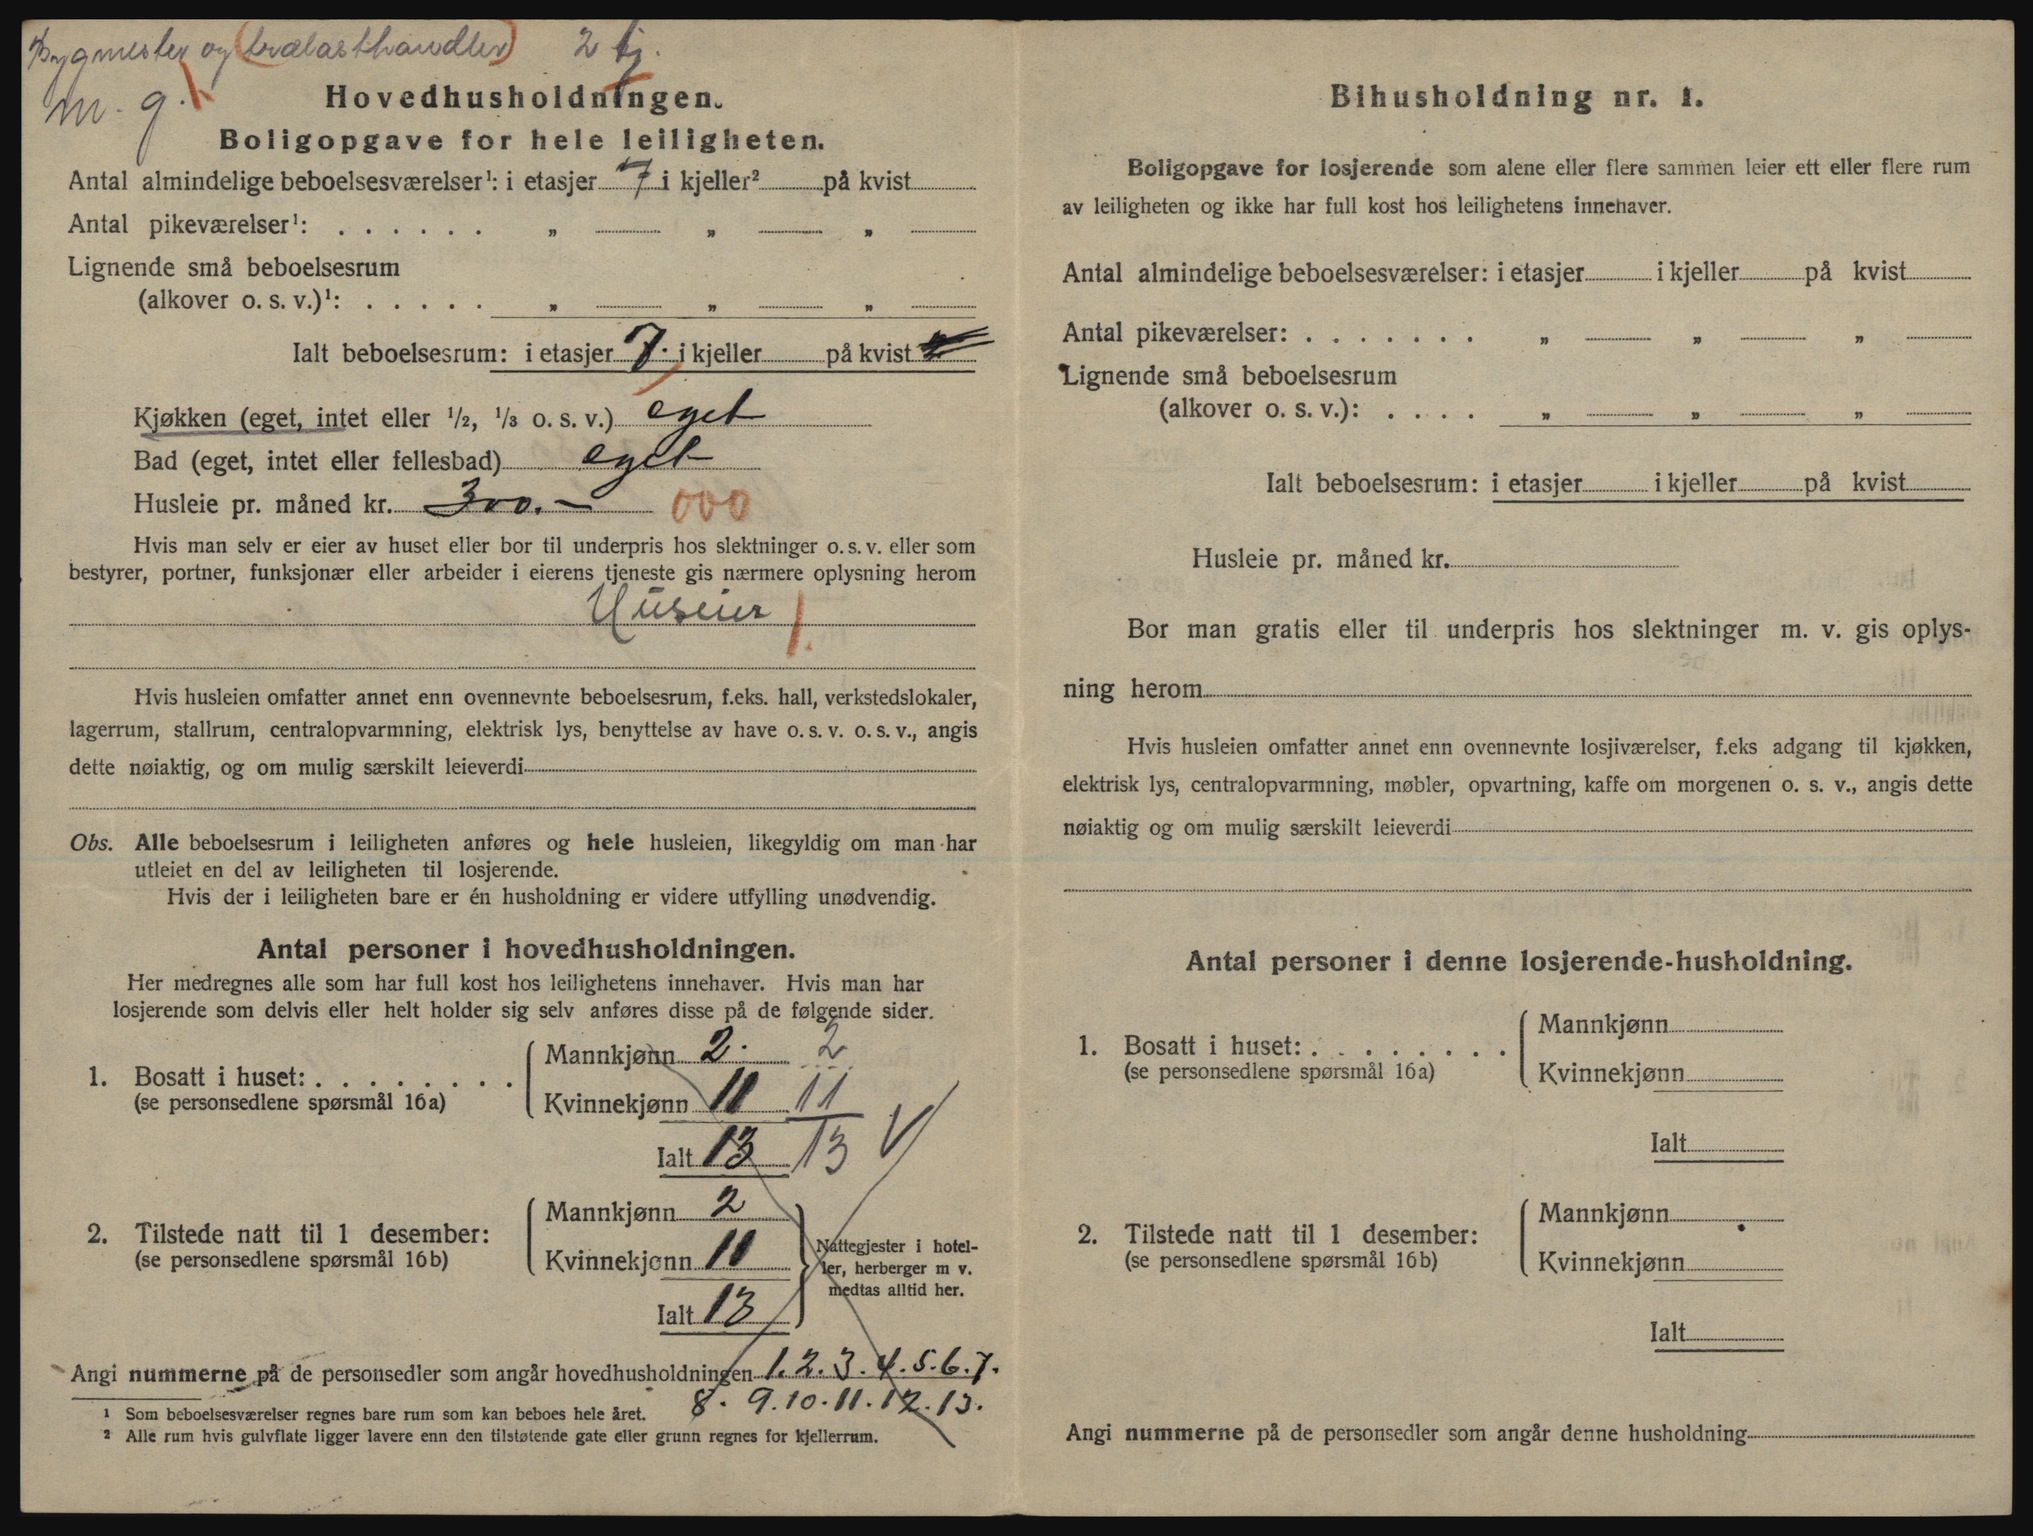 Bygmester og (trælasthandler) 2 tj.
m. g. 1
Hovedhusholdningen.
Boligopgave for hele leiligheten.
Antal almindelige beboelsesværelser¹: i etasjer 7 i kjeller² på kvist
Antal pikeværelser¹: . . . . . . „ „ „
Lignende små beboelsesrum
(alkover o. s. v.)¹: . . . . . „ „ „
Ialt beboelsesrum: i etasjer 7. i kjeller på kvist
Kjøkken (eget, intet eller 1/2, 1/3 o. s. v.) eget
Bad (eget, intet eller fellesbad) eget
Husleie pr. måned kr. 300.— 000
Hvis man selv er eier av huset eller bor til underpris hos slektninger o. s. v. eller som
bestyrer, portner, funksjonær eller arbeider i eierens tjeneste gis nærmere oplysning herom
Huseier 1.
Hvis husleien omfatter annet enn ovennevnte beboelsesrum, f.eks. hall, verkstedslokaler,
lagerrum, stallrum, centralopvarmning, elektrisk lys, benyttelse av have o. s. v. o. s. v., angis
dette nøiaktig, og om mulig særskilt leieverdi
Obs. Alle beboelsesrum i leiligheten anføres og hele husleien, likegyldig om man har
utleiet en del av leiligheten til losjerende.
Hvis der i leiligheten bare er én husholdning er videre utfylling unødvendig.
Antal personer i hovedhusholdningen.
Her medregnes alle som har full kost hos leilighetens innehaver. Hvis man har
losjerende som delvis eller helt holder sig selv anføres disse på de følgende sider.
Mannkjønn 2. 2
1. Bosatt i huset: . . . . . . . .
(se personsedlene spørsmål 16a)
Kvinnekjønn 11 11
Ialt 13 13
Mannkjønn 2
2. Tilstede natt til 1 desember:
(se personsedlene spørsmål 16b)
Kvinnekjønn 11
Ialt 13
Nattegjester i hotel-
ler, herberger m v.
medtas alltid her.
Angi nummerne på de personsedler som angår hovedhusholdningen 1. 2. 3. 4. 5. 6. 7.
8. 9. 10. 11. 12. 13.
¹ Som beboelsesværelser regnes bare rum som kan beboes hele året.
² Alle rum hvis gulvflate ligger lavere enn den tilstøtende gate eller grunn regnes for kjellerrum.
Bihusholdning nr. 1.
Boligopgave for losjerende som alene eller flere sammen leier ett eller flere rum
av leiligheten og ikke har full kost hos leilighetens innehaver.
Antal almindelige beboelsesværelser: i etasjer i kjeller på kvist
Antal pikeværelser: . . . . . . . „ „ „
Lignende små beboelsesrum
(alkover o. s. v.): . . . . „ „ „
Ialt beboelsesrum: i etasjer i kjeller på kvist
Husleie pr. måned kr.
Bor man gratis eller til underpris hos slektninger m. v. gis oplys-
ning herom
Hvis husleien omfatter annet enn ovennevnte losjiværelser, f.eks adgang til kjøkken,
elektrisk lys, centralopvarmning, møbler, opvartning, kaffe om morgenen o. s. v., angis dette
nøiaktig og om mulig særskilt leieverdi
Antal personer i denne losjerende-husholdning.
Mannkjønn
1. Bosatt i huset: . . . . . . . .
(se personsedlene spørsmål 16a)
Kvinnekjønn
Ialt
Mannkjønn
2. Tilstede natt til 1 desember:
(se personsedlene spørsmål 16b)
Kvinnekjønn
Ialt
Angi nummerne på de personsedler som angår denne husholdning